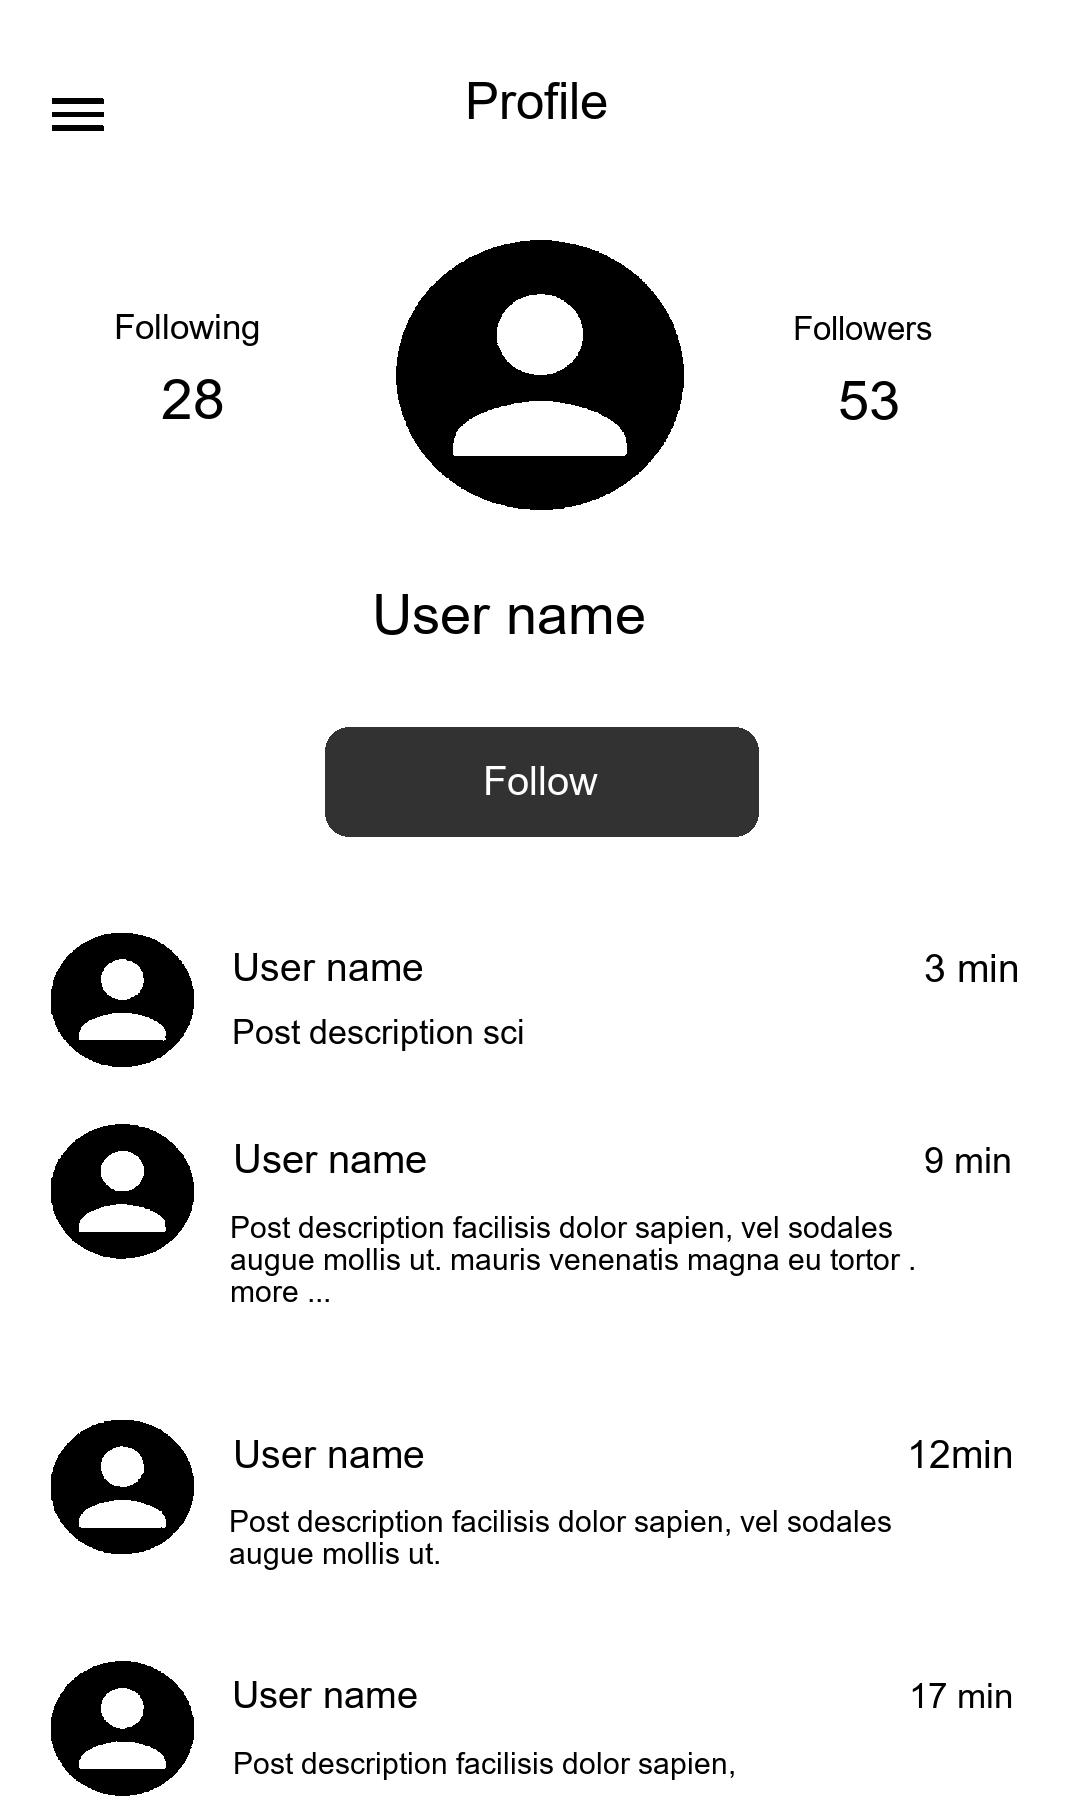 Profile
Following
28
Followers
53
User name
Follow
User name
3 min
Post description sci
User name
9 min
Post description facilisis dolor sapien, vel sodales
augue mollis ut. mauris venenatis magna eu tortor .
more ...
User name
12min
Post description facilisis dolor sapien, vel sodales
augue mollis ut.
User name
17 min
Post description facilisis dolor sapien,